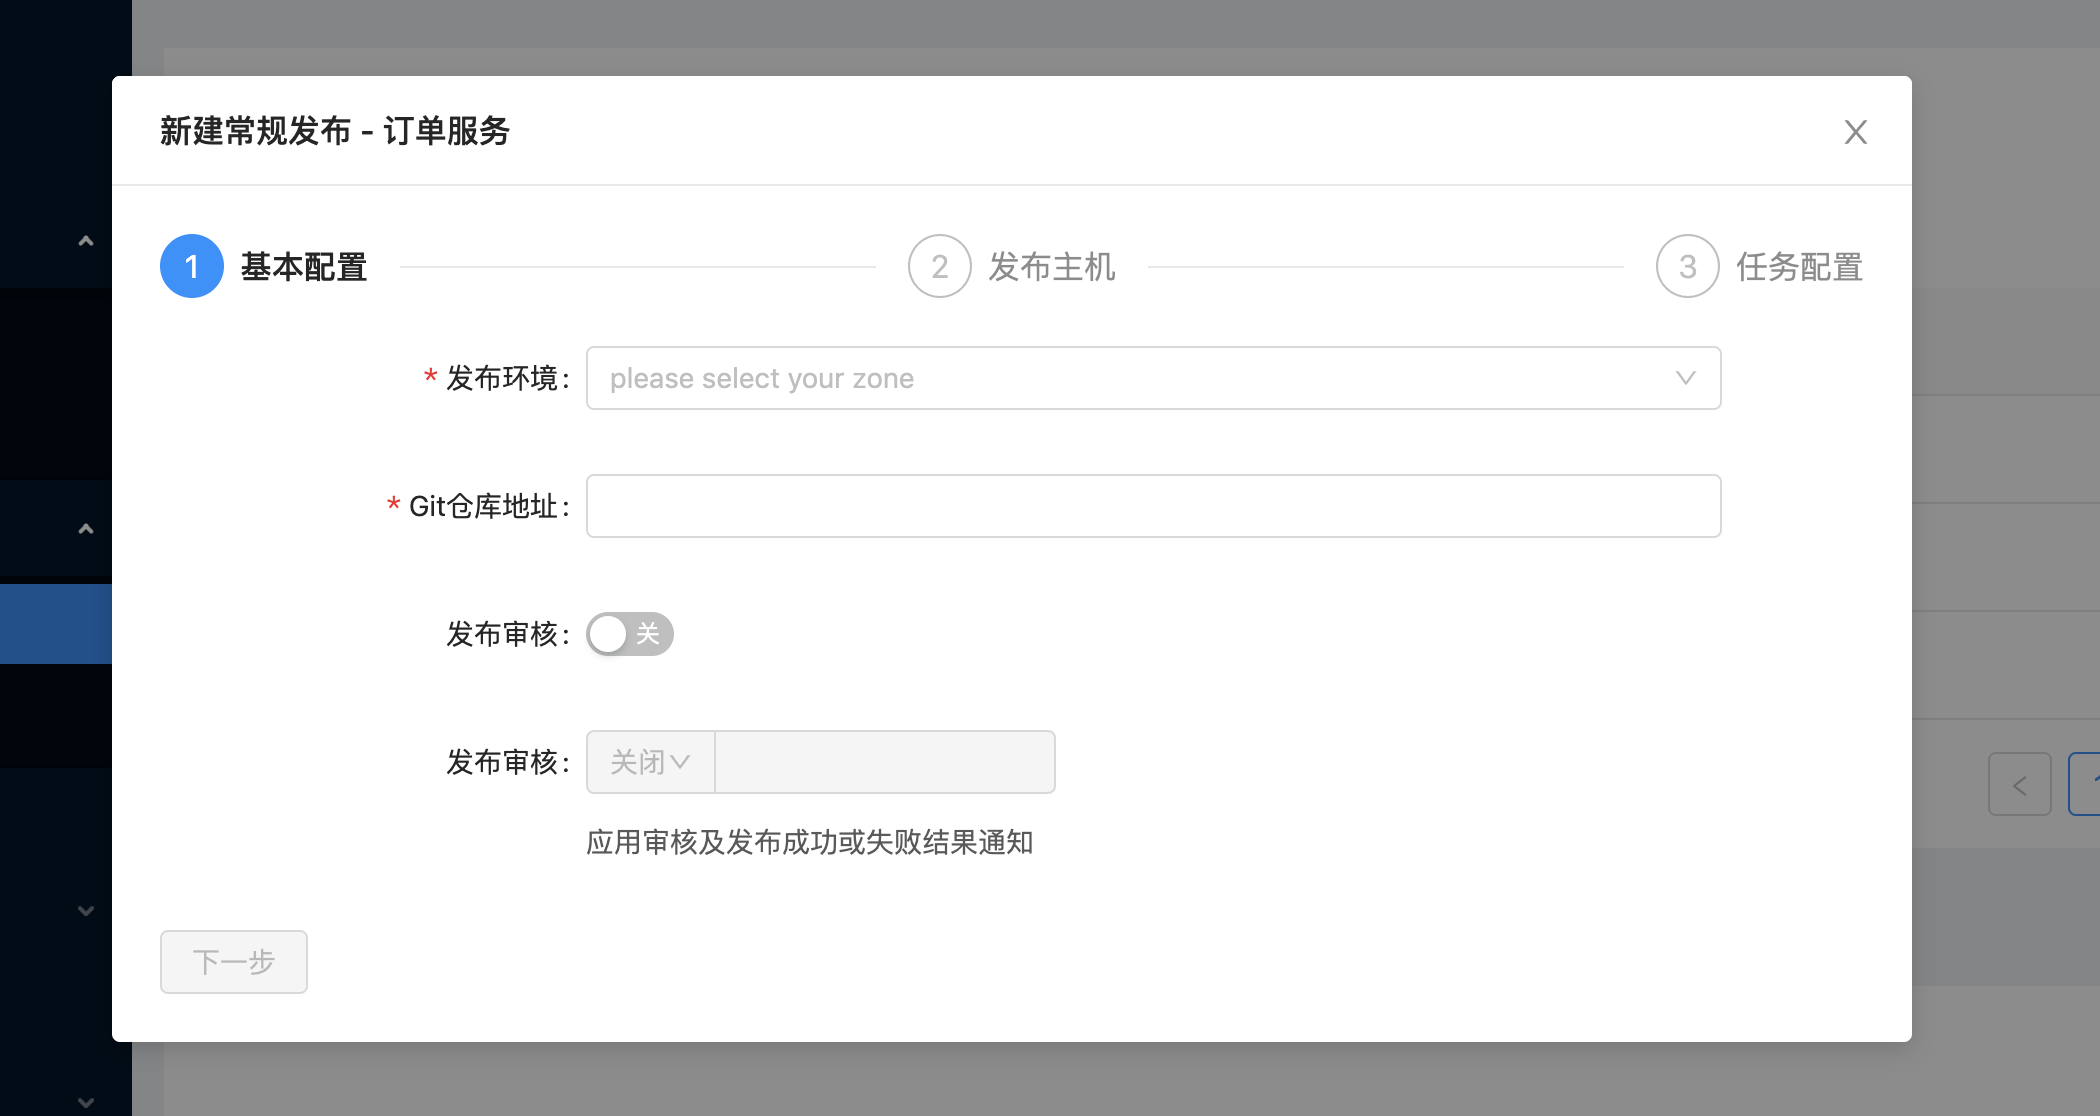 新建常规发布 - 订单服务
1 基本配置
2 发布主机
3 任务配置
* 发布环境: please select your zone
* Git仓库地址:
发布审核: 关
发布审核: 关闭
应用审核及发布成功或失败结果通知
下一步